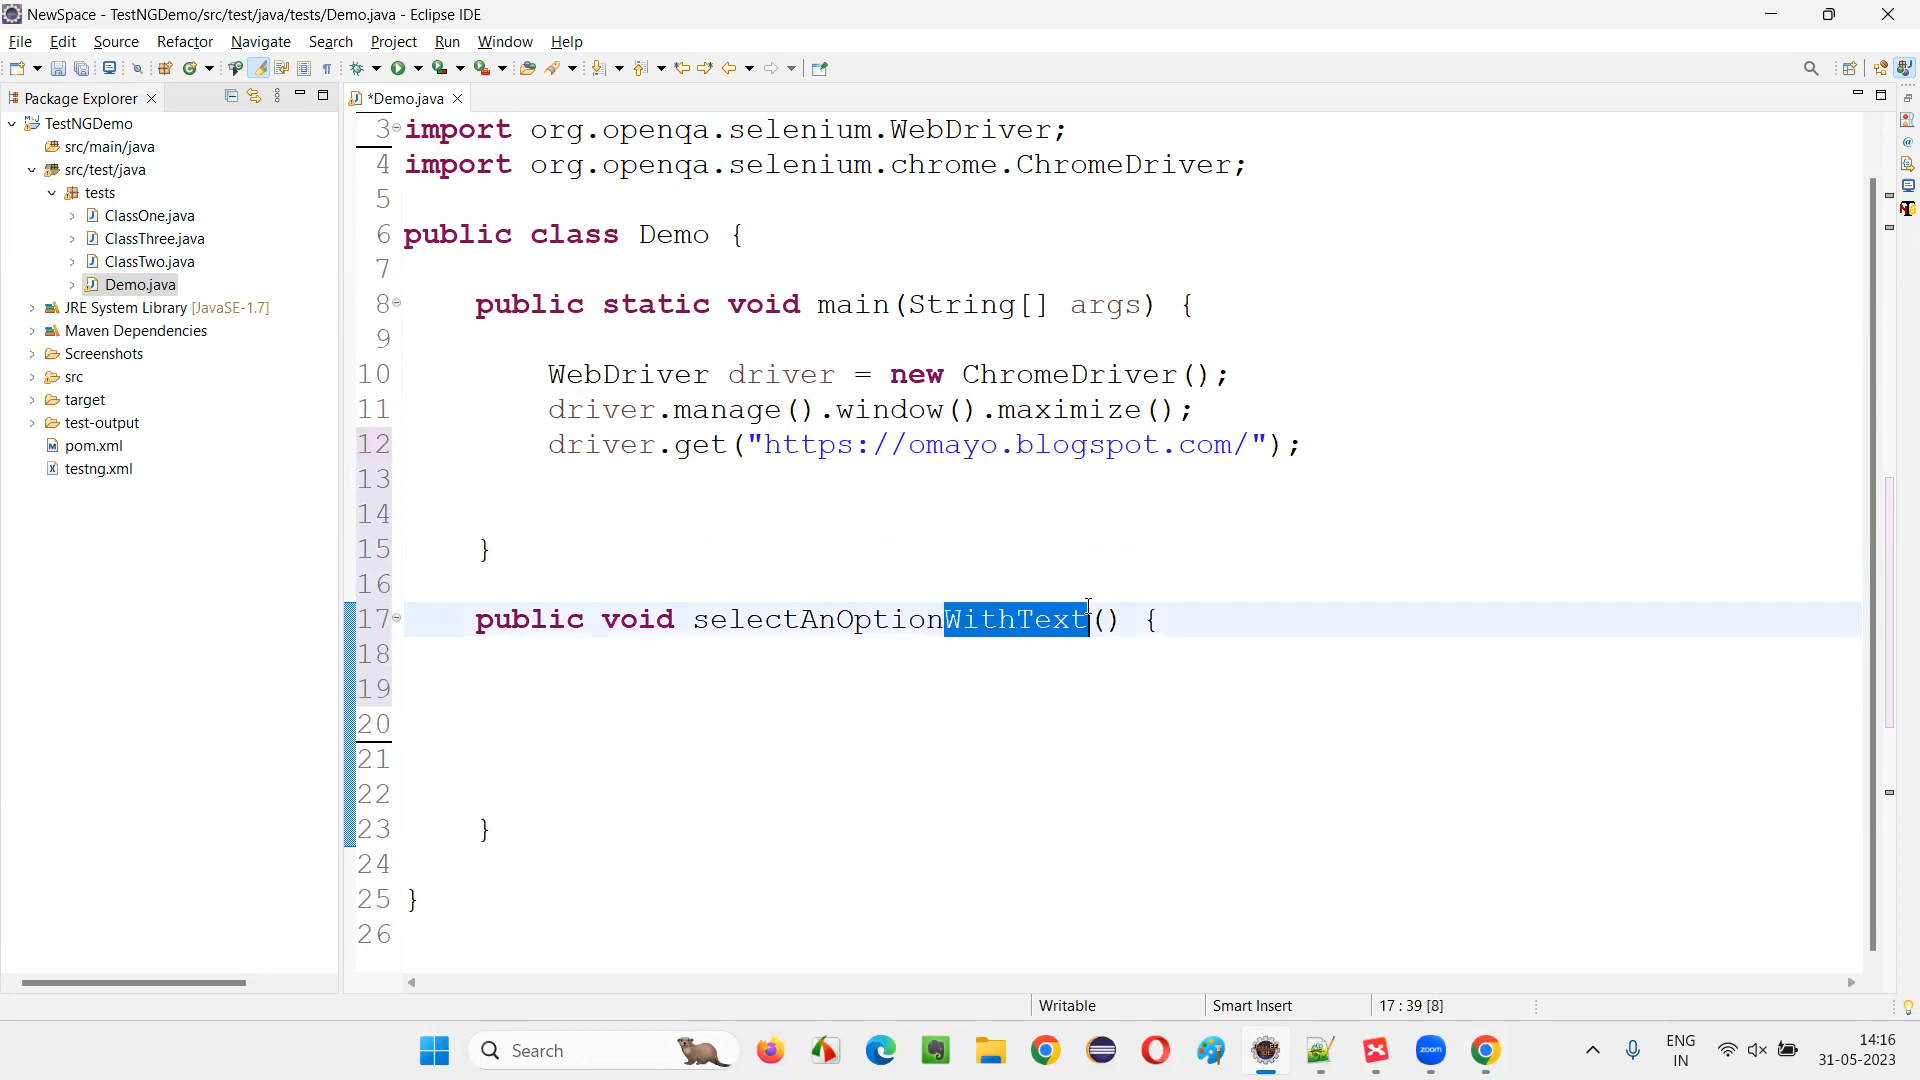 NewSpace - TestNGDemo/src/test/java/tests/Demo.java - Eclipse IDE
File Edit Source Refactor Navigate Search Project Run Window Help
Package Explorer
*Demo.java
TestNGDemo
src/main/java
src/test/java
tests
ClassOne.java
ClassThree.java
ClassTwo.java
Demo.java
JRE System Library [JavaSE-1.7]
Maven Dependencies
Screenshots
src
target
test-output
pom.xml
testng.xml
3 import org.openqa.selenium.WebDriver;
4 import org.openqa.selenium.chrome.ChromeDriver;
5
6 public class Demo {
7
8 public static void main(String[] args) {
9
10 WebDriver driver = new ChromeDriver();
11 driver.manage().window().maximize();
12 driver.get("https://omayo.blogspot.com/");
13
14
15 }
16
17 public void selectAnOptionWithText() {
18
19
20
21
22
23 }
24
25 }
26
Writable Smart Insert 17 : 39 [8]
Search
zoom
ENG
IN
14:16
31-05-2023